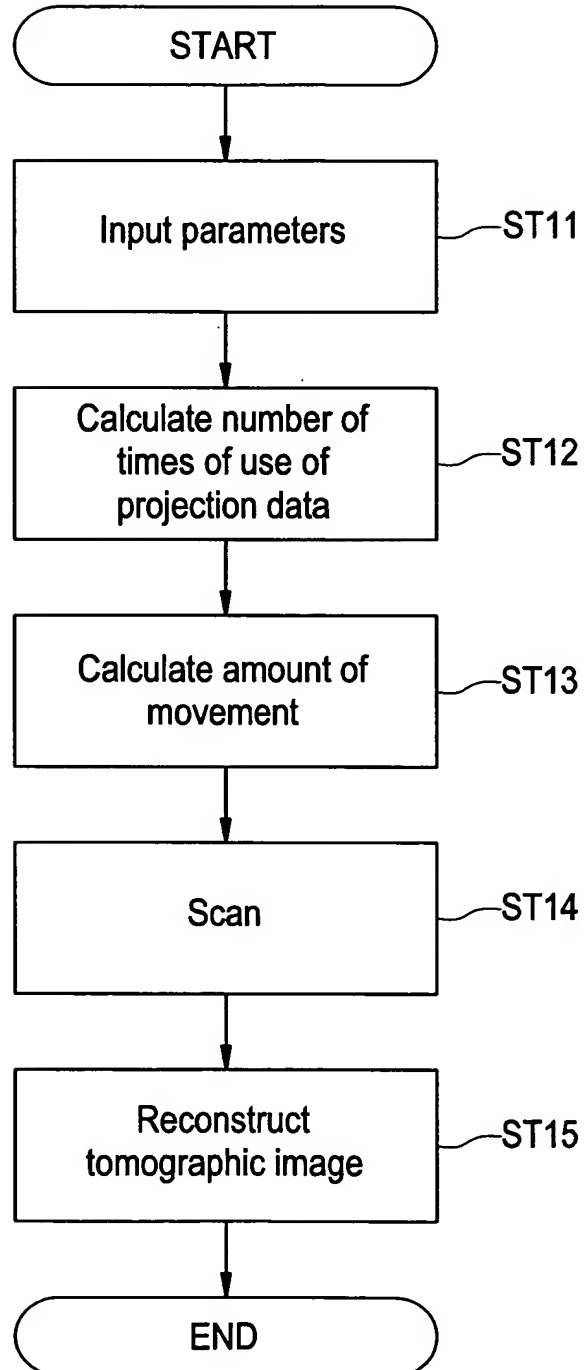 START
Input parameters
ST11
Calculate number of
times of use of
projection data
ST12
Calculate amount of
movement
ST13
Scan
ST14
Reconstruct
tomographic image
ST15
END